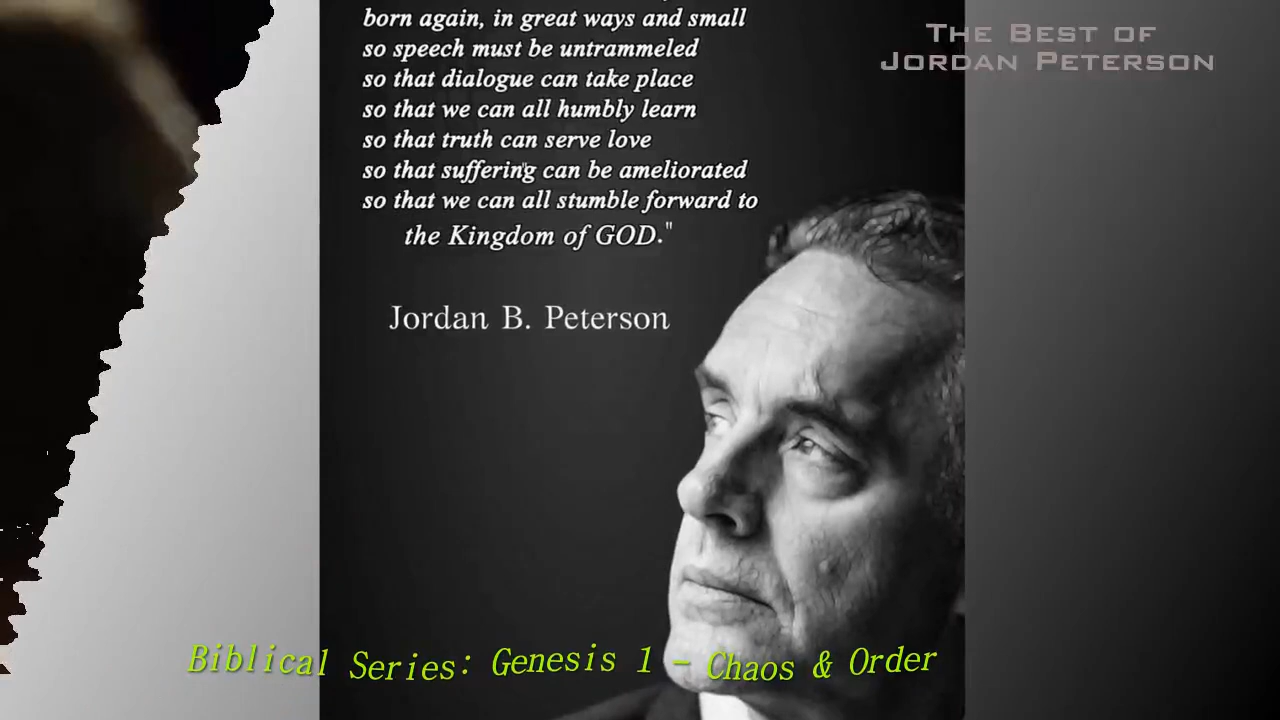 born again, in great ways and small
so speech must be untrammeled
so that dialogue can take place
so that we can all humbly learn
so that truth can serve love
so that suffering can be ameliorated
so that we can all stumble forward to
the Kingdom of GOD."
Jordan B. Peterson
The Best of
Jordan Peterson
Biblical Series: Genesis 1 - Chaos & Order